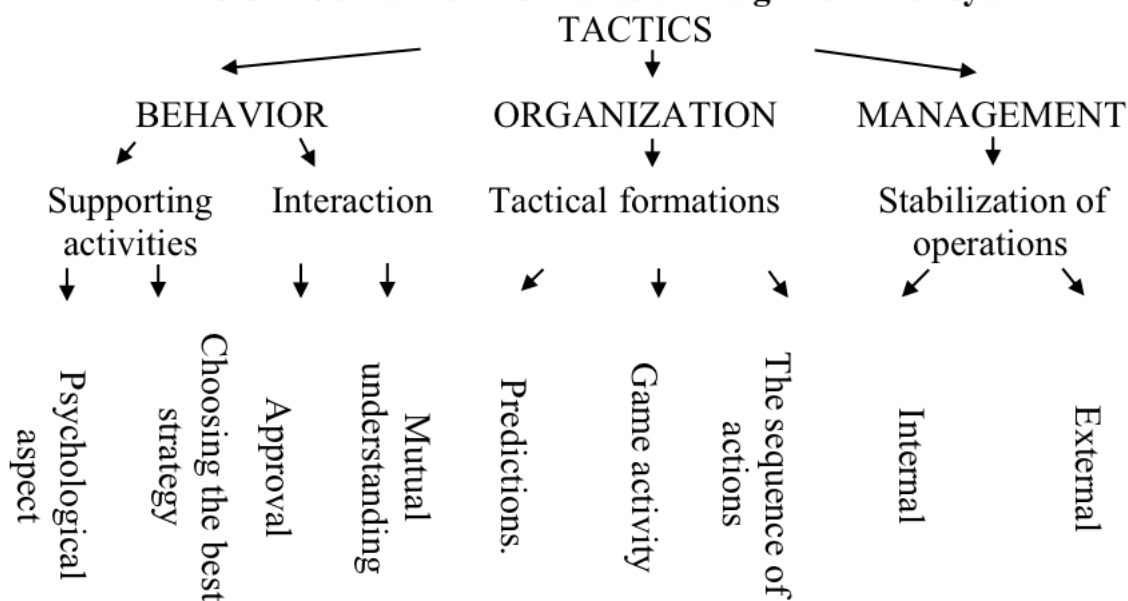 TACTICS
BEHAVIOR
ORGANIZATION
MANAGEMENT
Supporting
activities
Interaction
Tactical formations
Stabilization of
operations
Psychological
aspect
Choosing the best
strategy
Approval
Mutual
understanding
Predictions.
Game activity
The sequence of
actions
Internal
External